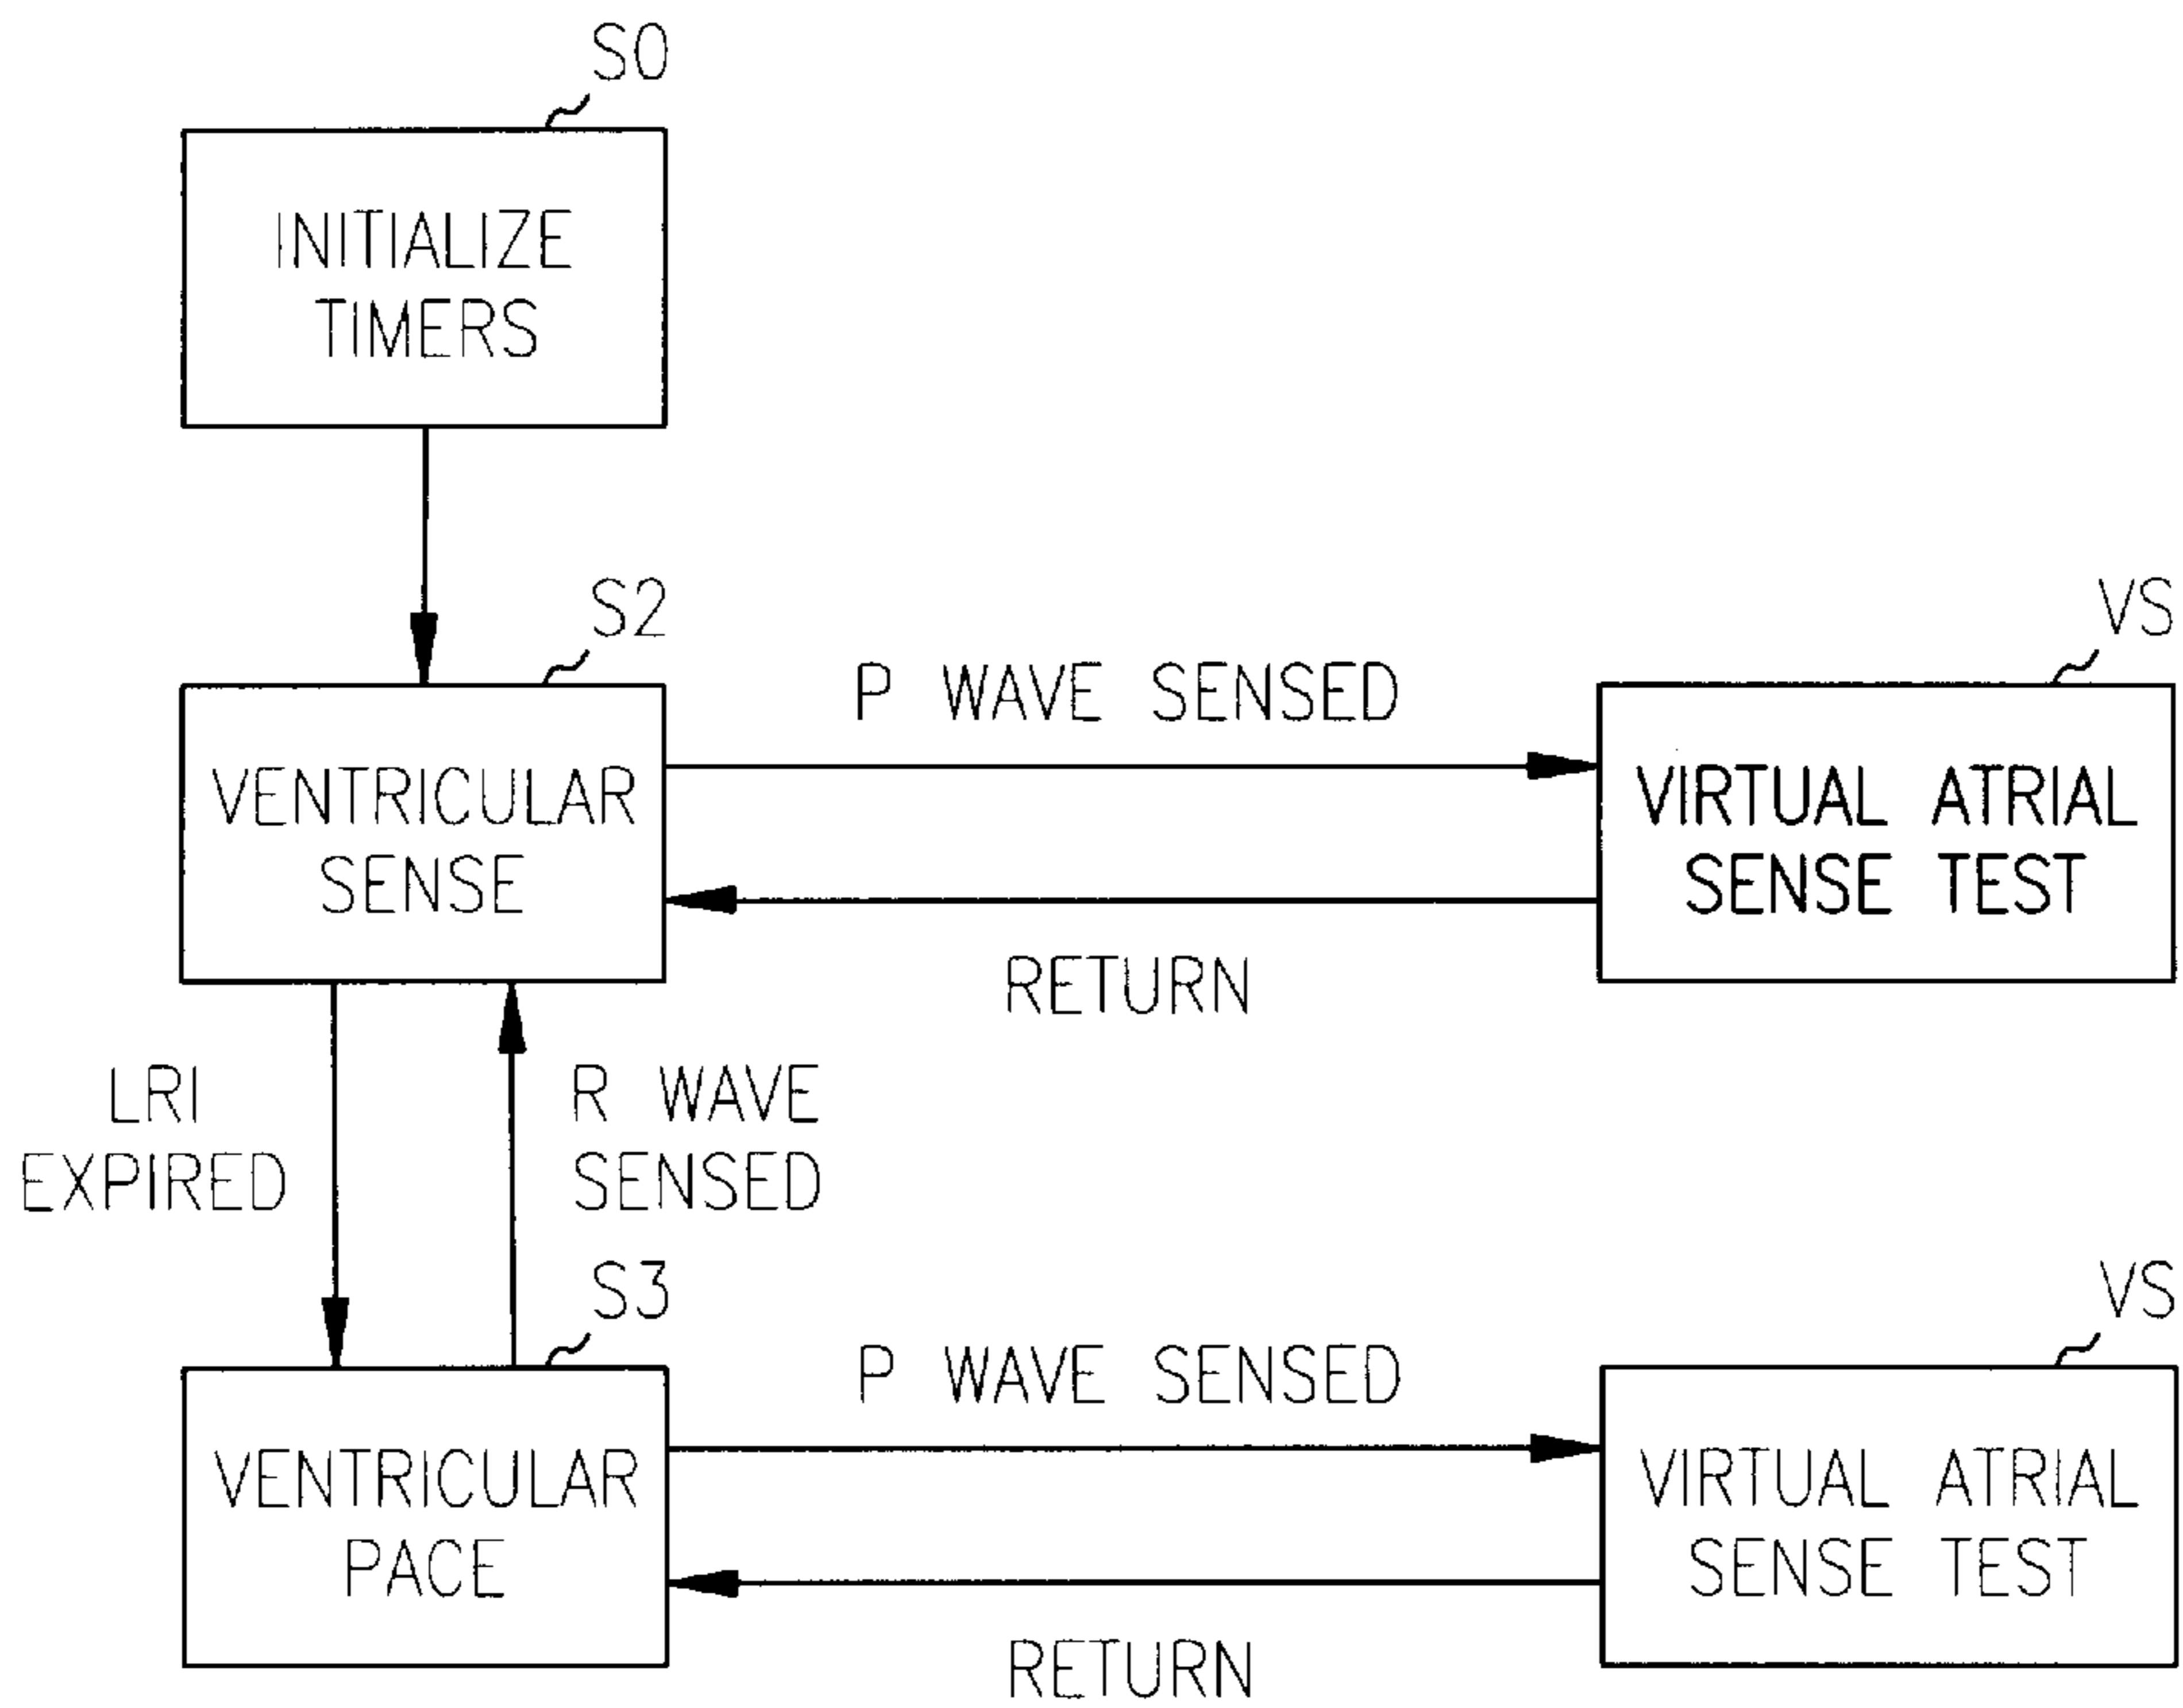 S0
INITIALIZE
TIMERS
S2
VENTRICULAR
SENSE
P WAVE SENSED
RETURN
VS
VIRTUAL ATRIAL
SENSE TEST
LRI
EXPIRED
R WAVE
SENSED
S3
VENTRICULAR
PACE
P WAVE SENSED
RETURN
VS
VIRTUAL ATRIAL
SENSE TEST